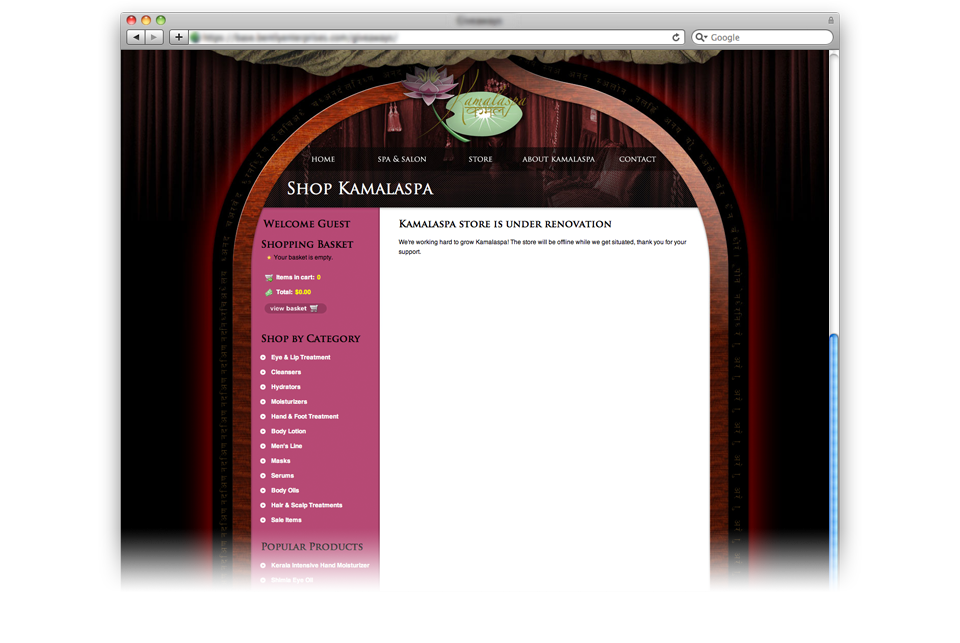 Google
Kamalaspa
HOME
SPA & SALON
STORE
ABOUT KAMALASPA
CONTACT
Shop Kamalaspa
Welcome Guest
Shopping Basket
Your basket is empty.
Items in cart: 0
Total: $0.00
view basket
Shop by Category
Eye & Lip Treatment
Cleansers
Hydrators
Moisturizers
Hand & Foot Treatment
Body Lotion
Men's Line
Masks
Serums
Body Oils
Hair & Scalp Treatments
Sale Items
Popular Products
Kerala Intensive Hand Moisturizer
Kamalaspa store is under renovation
We're working hard to grow Kamalaspa! The store will be offline while we get situated, thank you for your
support.